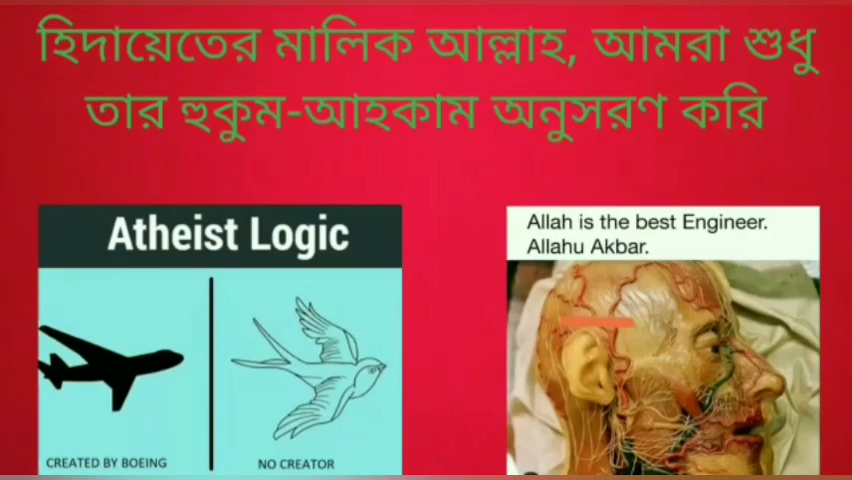 হিদায়েতের মালিক আল্লাহ, আমরা শুধু
তার হুকুম-আহকাম অনুসরণ করি
Atheist Logic
CREATED BY BOEING
NO CREATOR
Allah is the best Engineer.
Allahu Akbar.